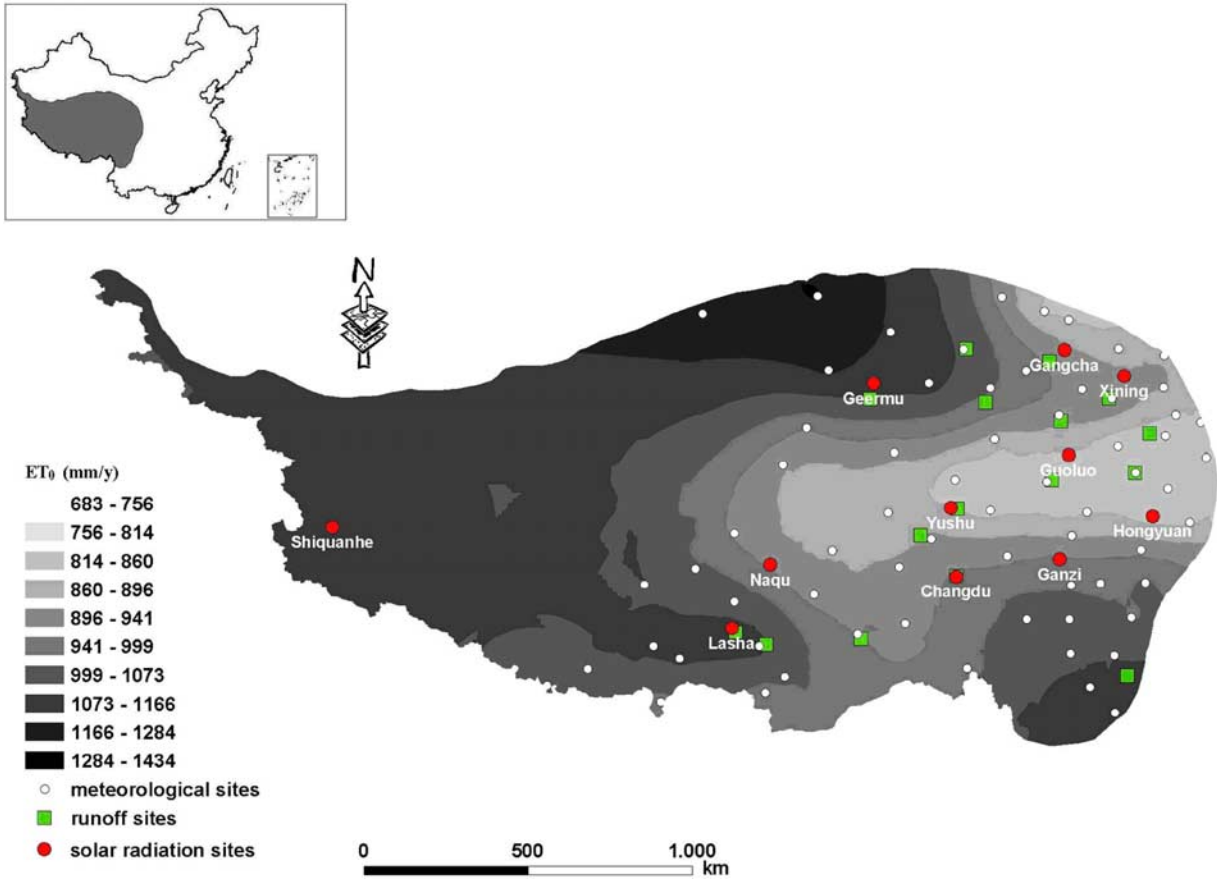 N
Gangcha
Xining
Geermu
Guoluo
ET₀ (mm/y)
683 - 756
756 - 814
814 - 860
860 - 896
896 - 941
941 - 999
999 - 1073
1073 - 1166
1166 - 1284
1284 - 1434
Yushu
Hongyuan
Shiquanhe
Naqu
Changdu
Ganzi
Lasha
meteorological sites
runoff sites
solar radiation sites
0 500 1.000
km